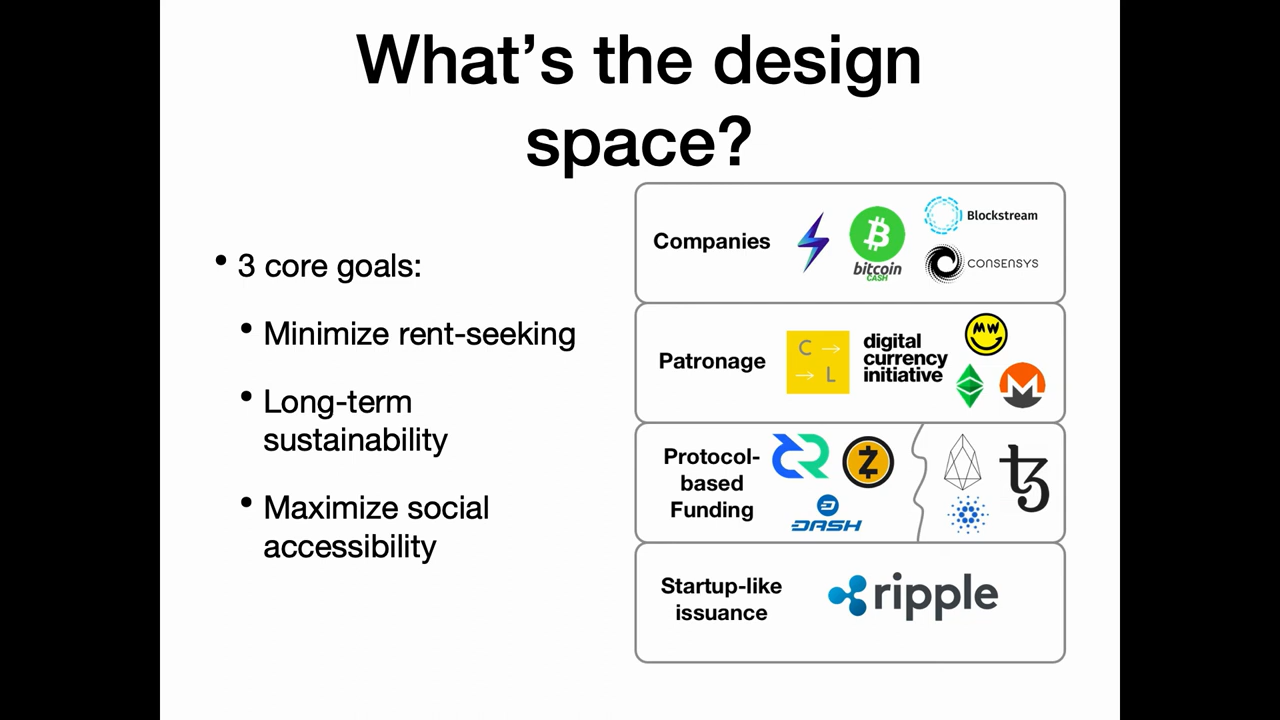 What's the design
space?
• 3 core goals:
• Minimize rent-seeking
• Long-term
sustainability
• Maximize social
accessibility
Companies
bitcoin
CASH
Blockstream
CONSENSYS
Patronage
C →
→ L
digital
currency
initiative
MW
Protocol-
based
Funding
DASH
Startup-like
issuance
ripple